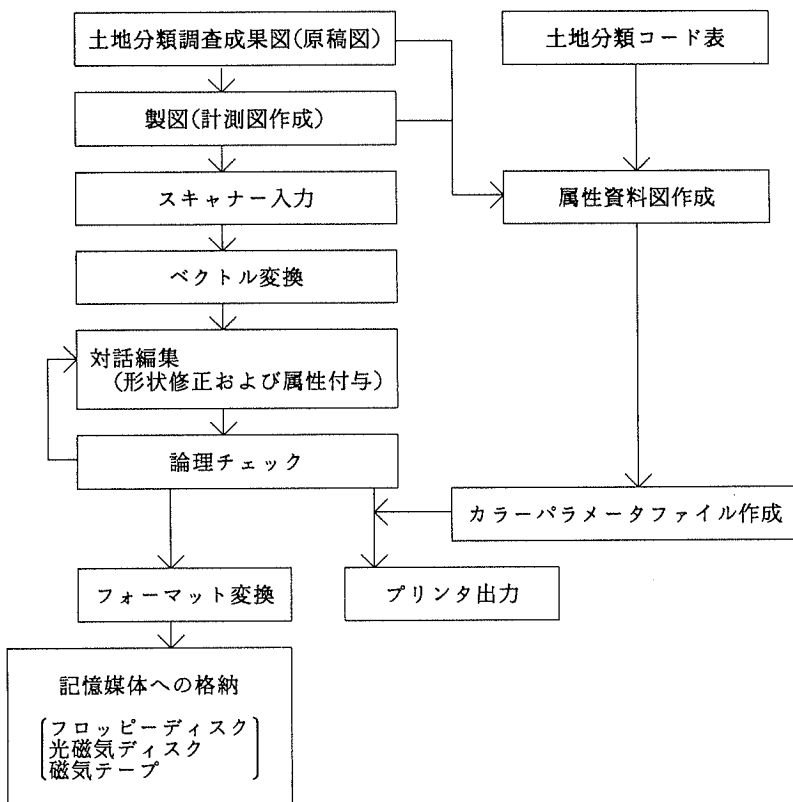 土地分類調査成果図(原稿図)
土地分類コード表
製図(計測図作成)
スキャナー入力
属性資料図作成
ベクトル変換
対話編集
(形状修正および属性付与)
論理チェック
カラーパラメータファイル作成
フォーマット変換
プリンタ出力
記憶媒体への格納
フロッピーディスク
光磁気ディスク
磁気テープ